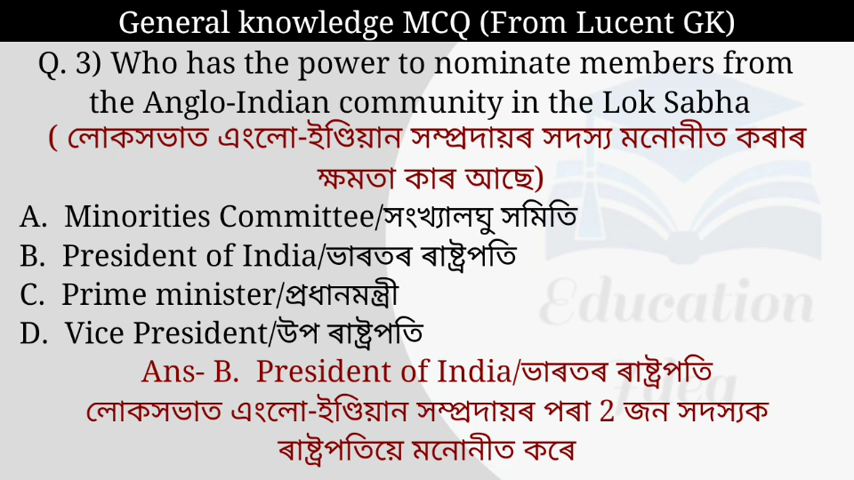 General knowledge MCQ (From Lucent GK)
Q. 3) Who has the power to nominate members from
the Anglo-Indian community in the Lok Sabha
( লোকসভাত এংলো-ইণ্ডিয়ান সম্প্ৰদায়ৰ সদস্য মনোনীত কৰাৰ
ক্ষমতা কাৰ আছে)
A. Minorities Committee/সংখ্যালঘু সমিতি
B. President of India/ভাৰতৰ ৰাষ্ট্ৰপতি
C. Prime minister/প্ৰধানমন্ত্ৰী
D. Vice President/উপ ৰাষ্ট্ৰপতি
Ans- B. President of India/ভাৰতৰ ৰাষ্ট্ৰপতি
লোকসভাত এংলো-ইণ্ডিয়ান সম্প্ৰদায়ৰ পৰা 2 জন সদস্যক
ৰাষ্ট্ৰপতিয়ে মনোনীত কৰে
Education
Idea